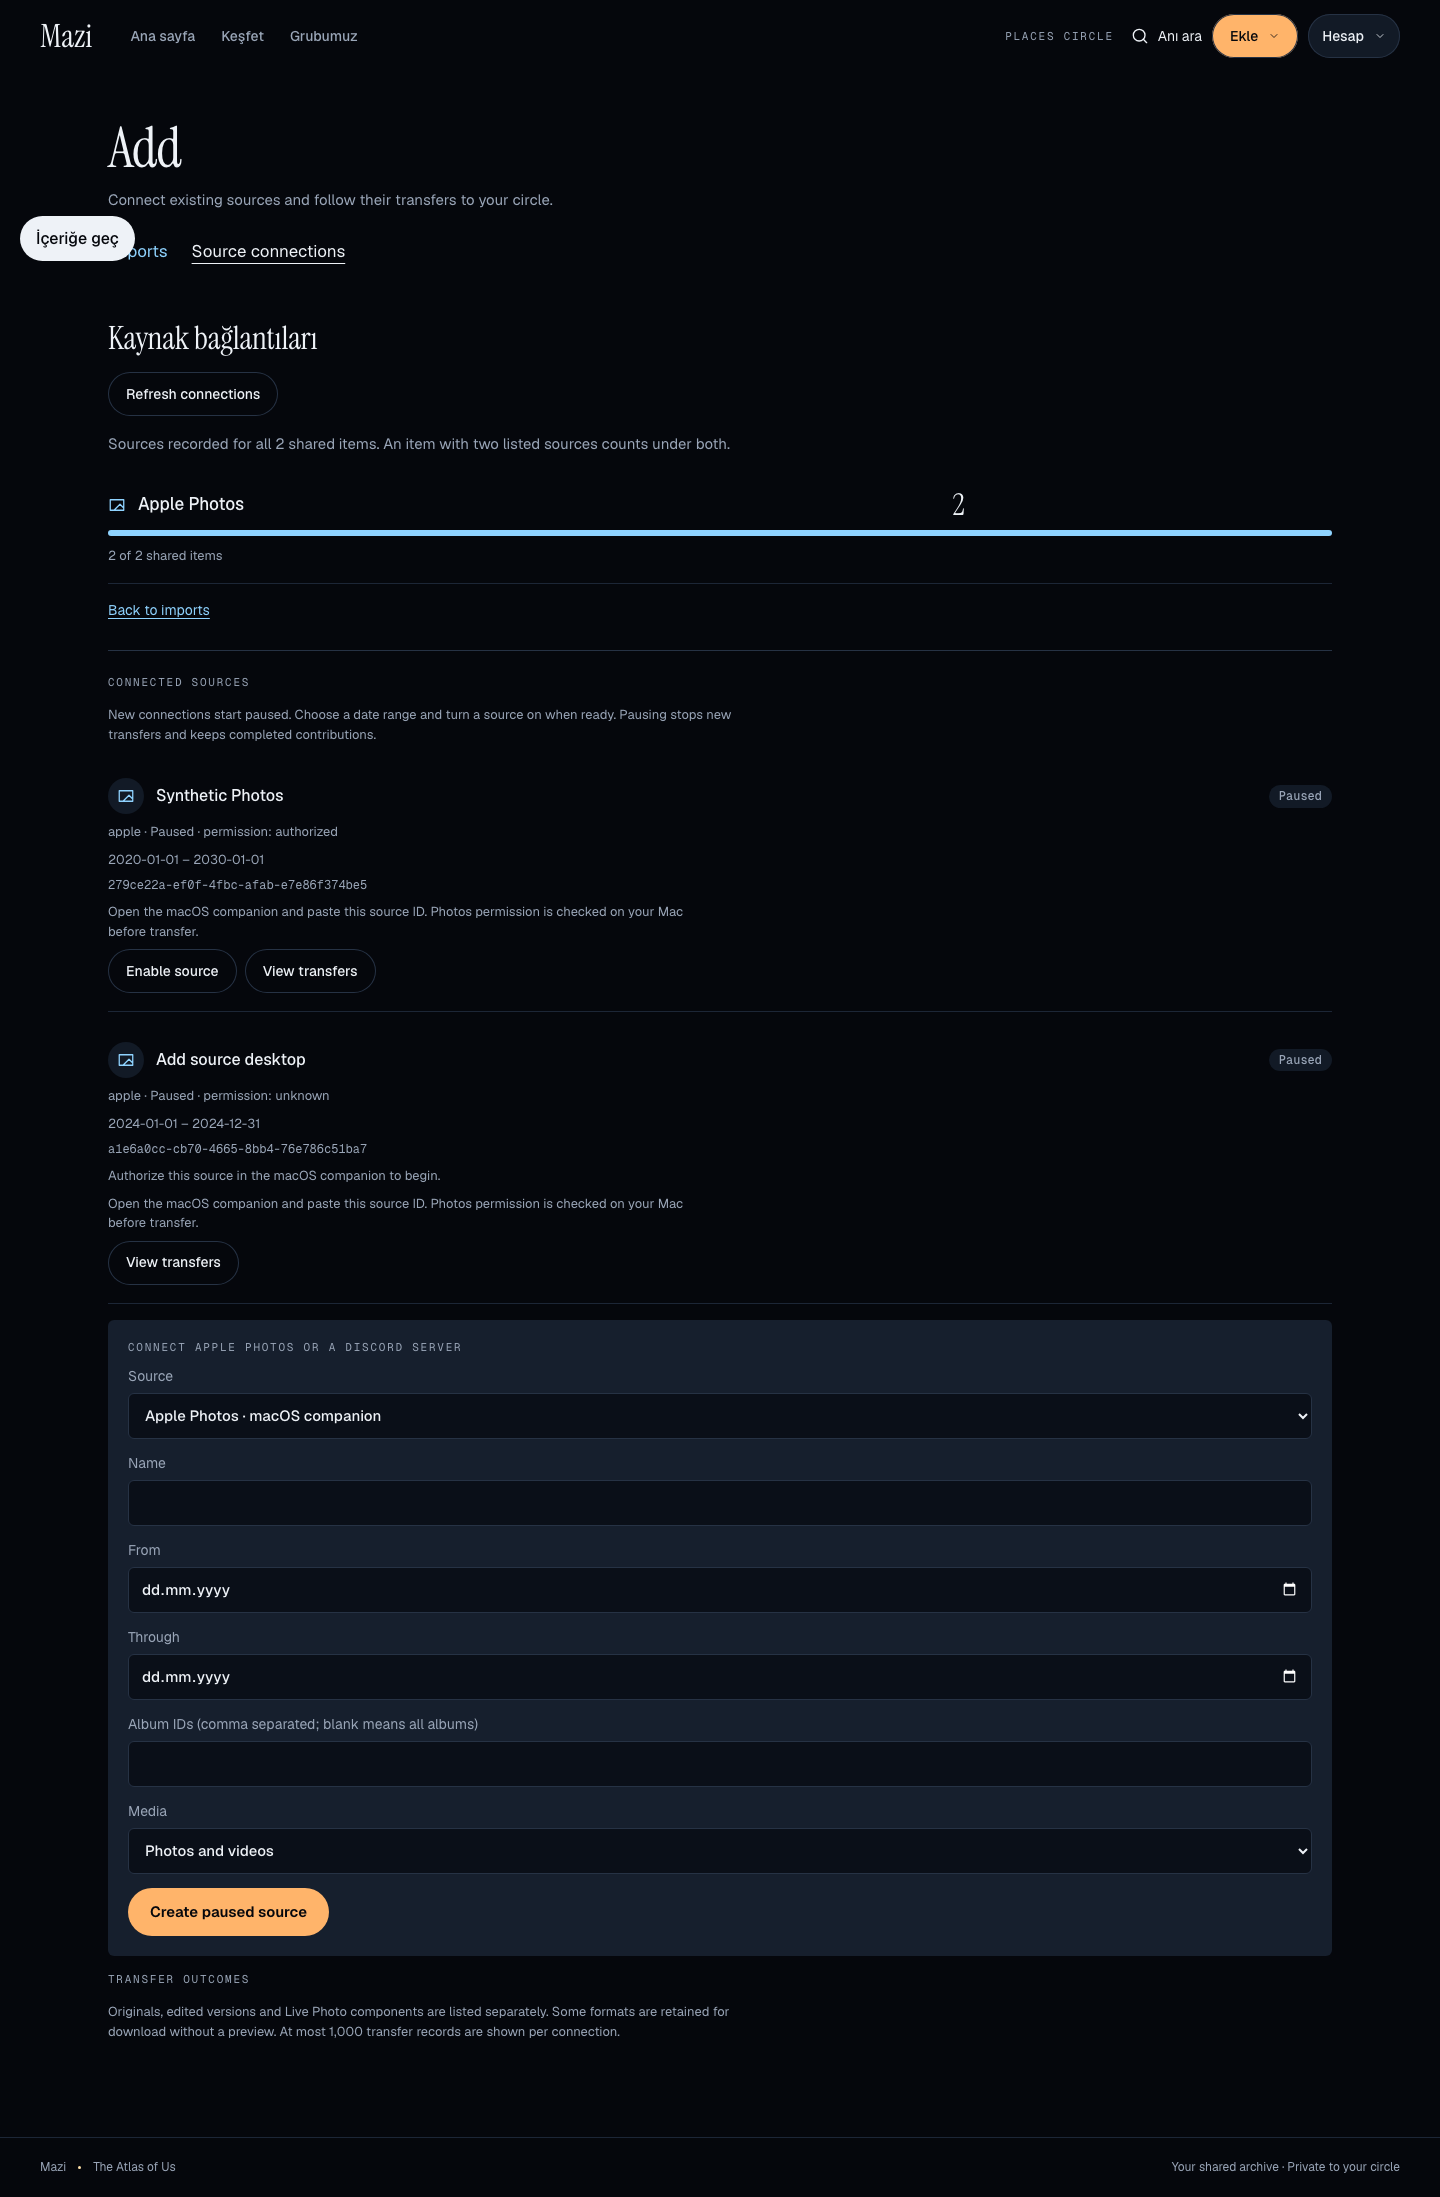 Mazi
Ana sayfa
Keşfet
Grubumuz
PLACES CIRCLE
Anı ara
Ekle
Hesap
Add
Connect existing sources and follow their transfers to your circle.
İçeriğe geç
ports
Source connections
Kaynak bağlantıları
Refresh connections
Sources recorded for all 2 shared items. An item with two listed sources counts under both.
Apple Photos
2
2 of 2 shared items
Back to imports
CONNECTED SOURCES
New connections start paused. Choose a date range and turn a source on when ready. Pausing stops new
transfers and keeps completed contributions.
Synthetic Photos
Paused
apple · Paused · permission: authorized
2020-01-01 – 2030-01-01
279ce22a-ef0f-4fbc-afab-e7e86f374be5
Open the macOS companion and paste this source ID. Photos permission is checked on your Mac
before transfer.
Enable source
View transfers
Add source desktop
Paused
apple · Paused · permission: unknown
2024-01-01 – 2024-12-31
a1e6a0cc-cb70-4665-8bb4-76e786c51ba7
Authorize this source in the macOS companion to begin.
Open the macOS companion and paste this source ID. Photos permission is checked on your Mac
before transfer.
View transfers
CONNECT APPLE PHOTOS OR A DISCORD SERVER
Source
Apple Photos · macOS companion
Name
From
dd.mm.yyyy
Through
dd.mm.yyyy
Album IDs (comma separated; blank means all albums)
Media
Photos and videos
Create paused source
TRANSFER OUTCOMES
Originals, edited versions and Live Photo components are listed separately. Some formats are retained for
download without a preview. At most 1,000 transfer records are shown per connection.
Mazi • The Atlas of Us
Your shared archive · Private to your circle